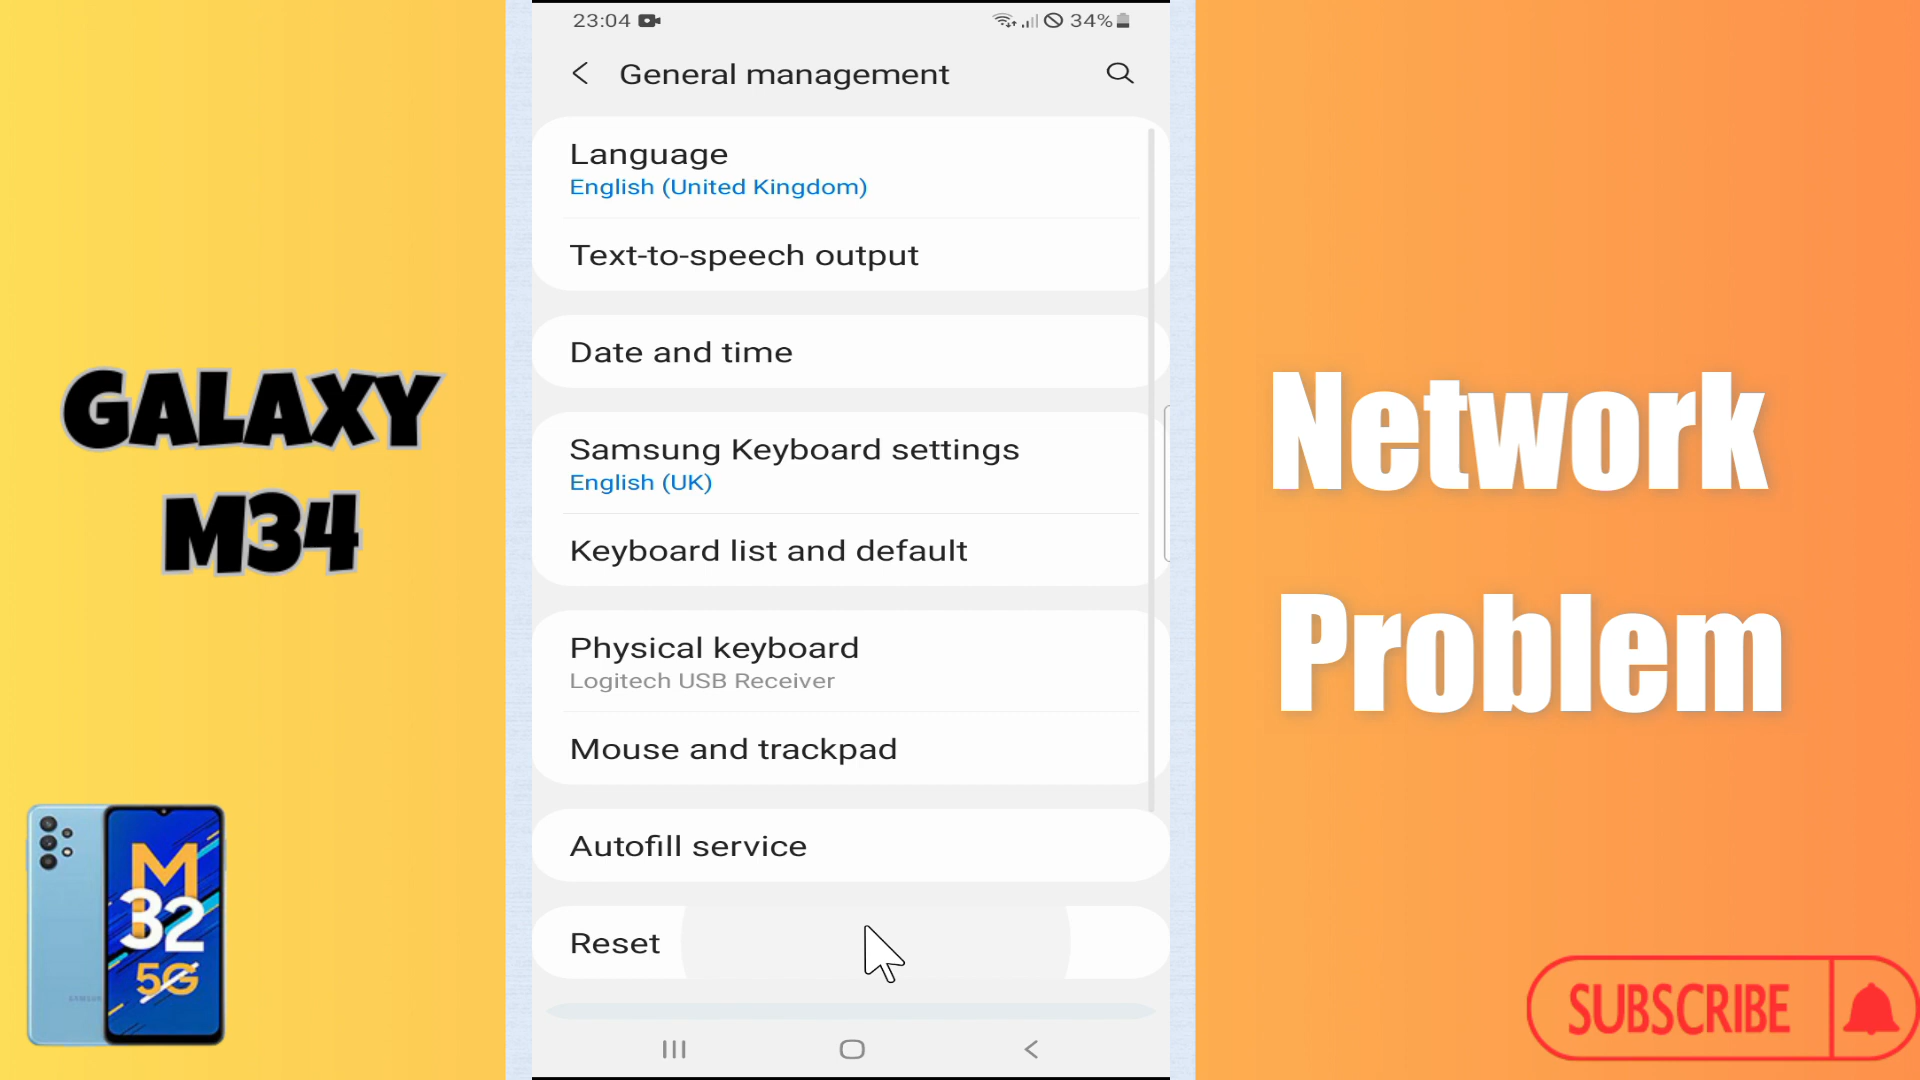 23:04
34%
General management
Language
English (United Kingdom)
Text-to-speech output
Date and time
Samsung Keyboard settings
English (UK)
Keyboard list and default
Physical keyboard
Logitech USB Receiver
Mouse and trackpad
Autofill service
Reset
GALAXY
M34
M
32
5G
SAMSUNG
Network
Problem
SUBSCRIBE